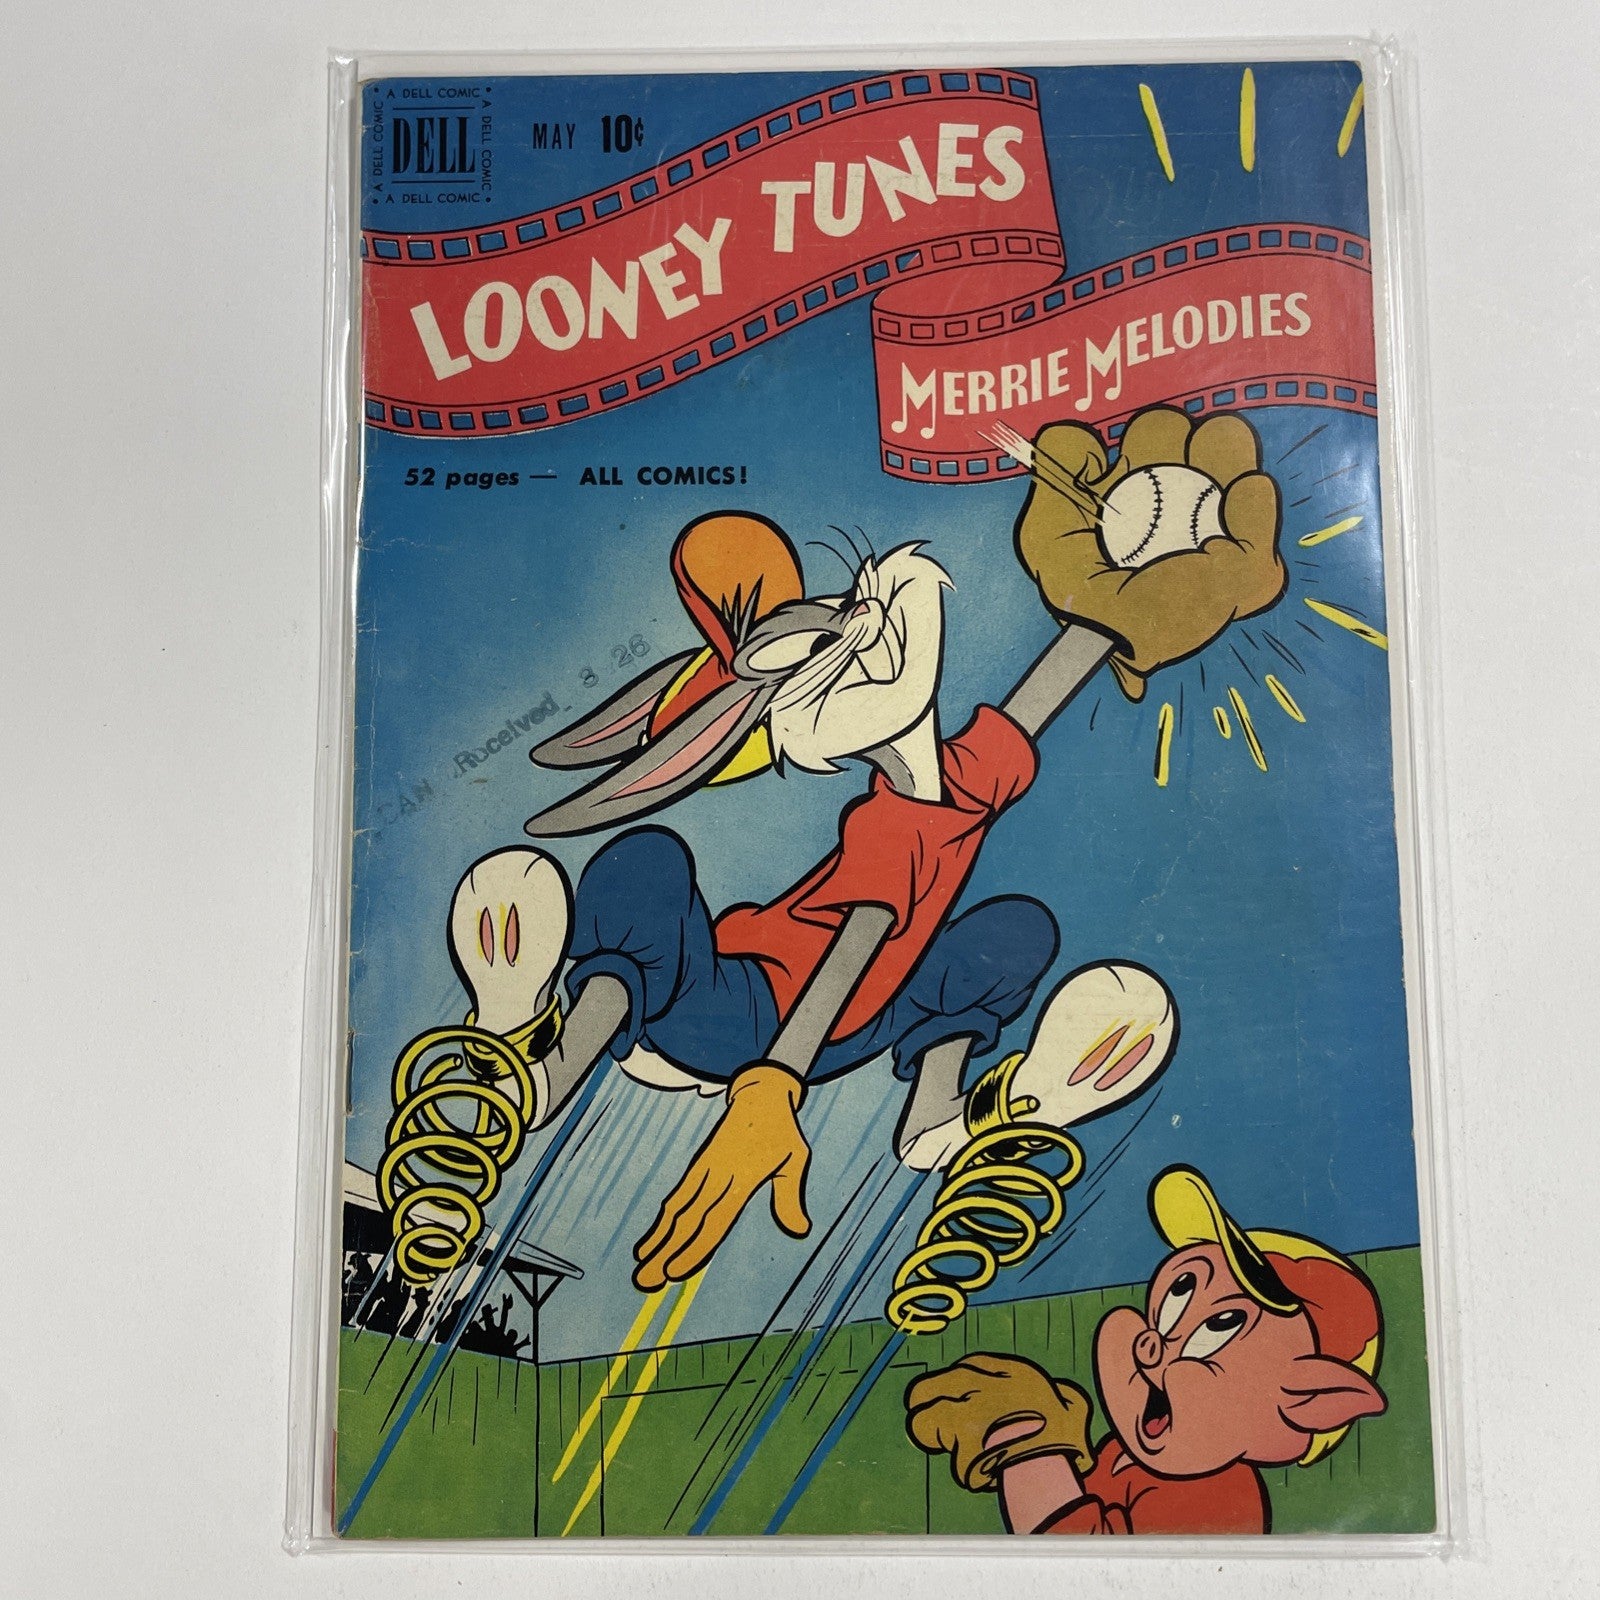 A DELL COMIC
A DELL COMIC
DELL
A DELL COMIC
A DELL COMIC
MAY 10¢
LOONEY TUNES
MERRIE MELODIES
52 pages — ALL COMICS!
CAN Received 8 26